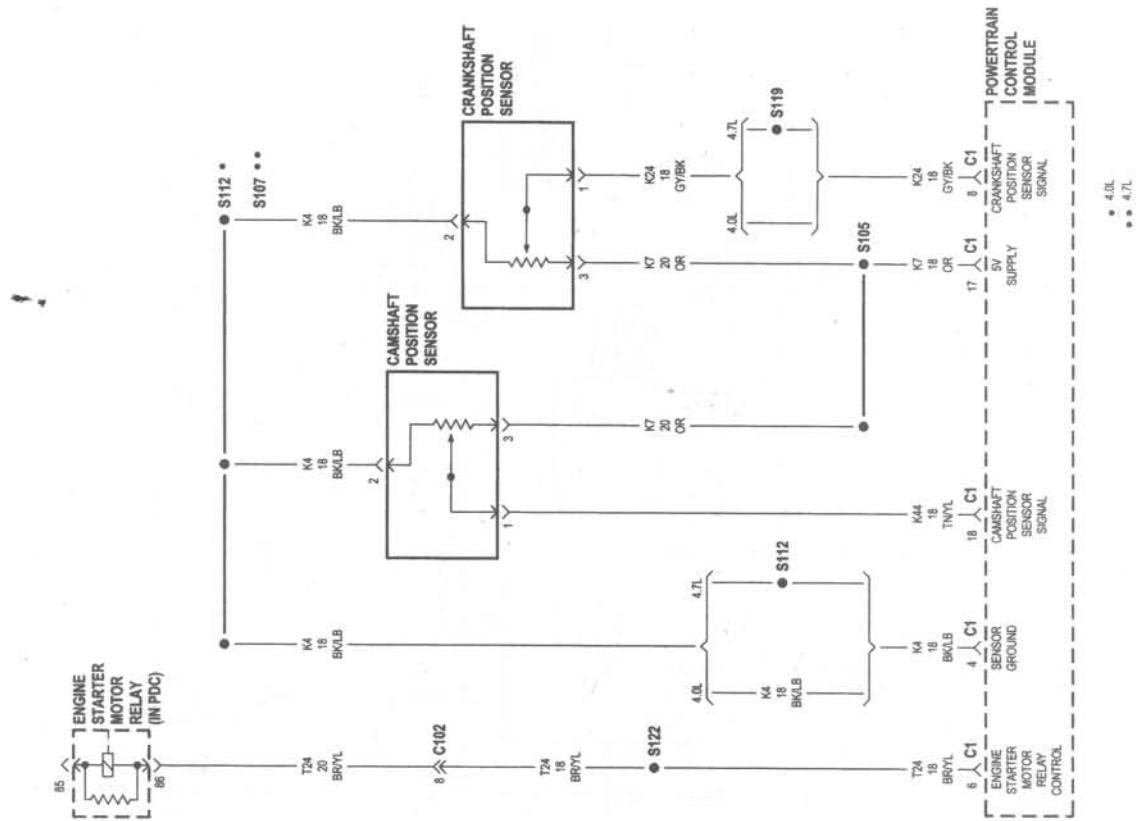 85
ENGINE
STARTER
MOTOR
RELAY
(IN PDC)
86
T24
20
BR/YL
8
C102
T24
18
BR/YL
S122
T24
18
BR/YL
6
C1
ENGINE
STARTER
MOTOR
RELAY
CONTROL
K4
18
BK/LB
4.0L
4.7L
K4
18
BK/LB
S112
K4
18
BK/LB
4
C1
SENSOR
GROUND
K4
18
BK/LB
2
CAMSHAFT
POSITION
SENSOR
1
3
K44
18
TN/YL
18
C1
CAMSHAFT
POSITION
SENSOR
SIGNAL
K7
20
OR
S112 •
S107 • •
K4
18
BK/LB
2
CRANKSHAFT
POSITION
SENSOR
3
1
K7
20
OR
S105
K7
18
OR
17
C1
5V
SUPPLY
K24
18
GY/BK
4.0L
4.7L
S119
K24
18
GY/BK
8
C1
CRANKSHAFT
POSITION
SENSOR
SIGNAL
POWERTRAIN
CONTROL
MODULE
• 4.0L
• • 4.7L